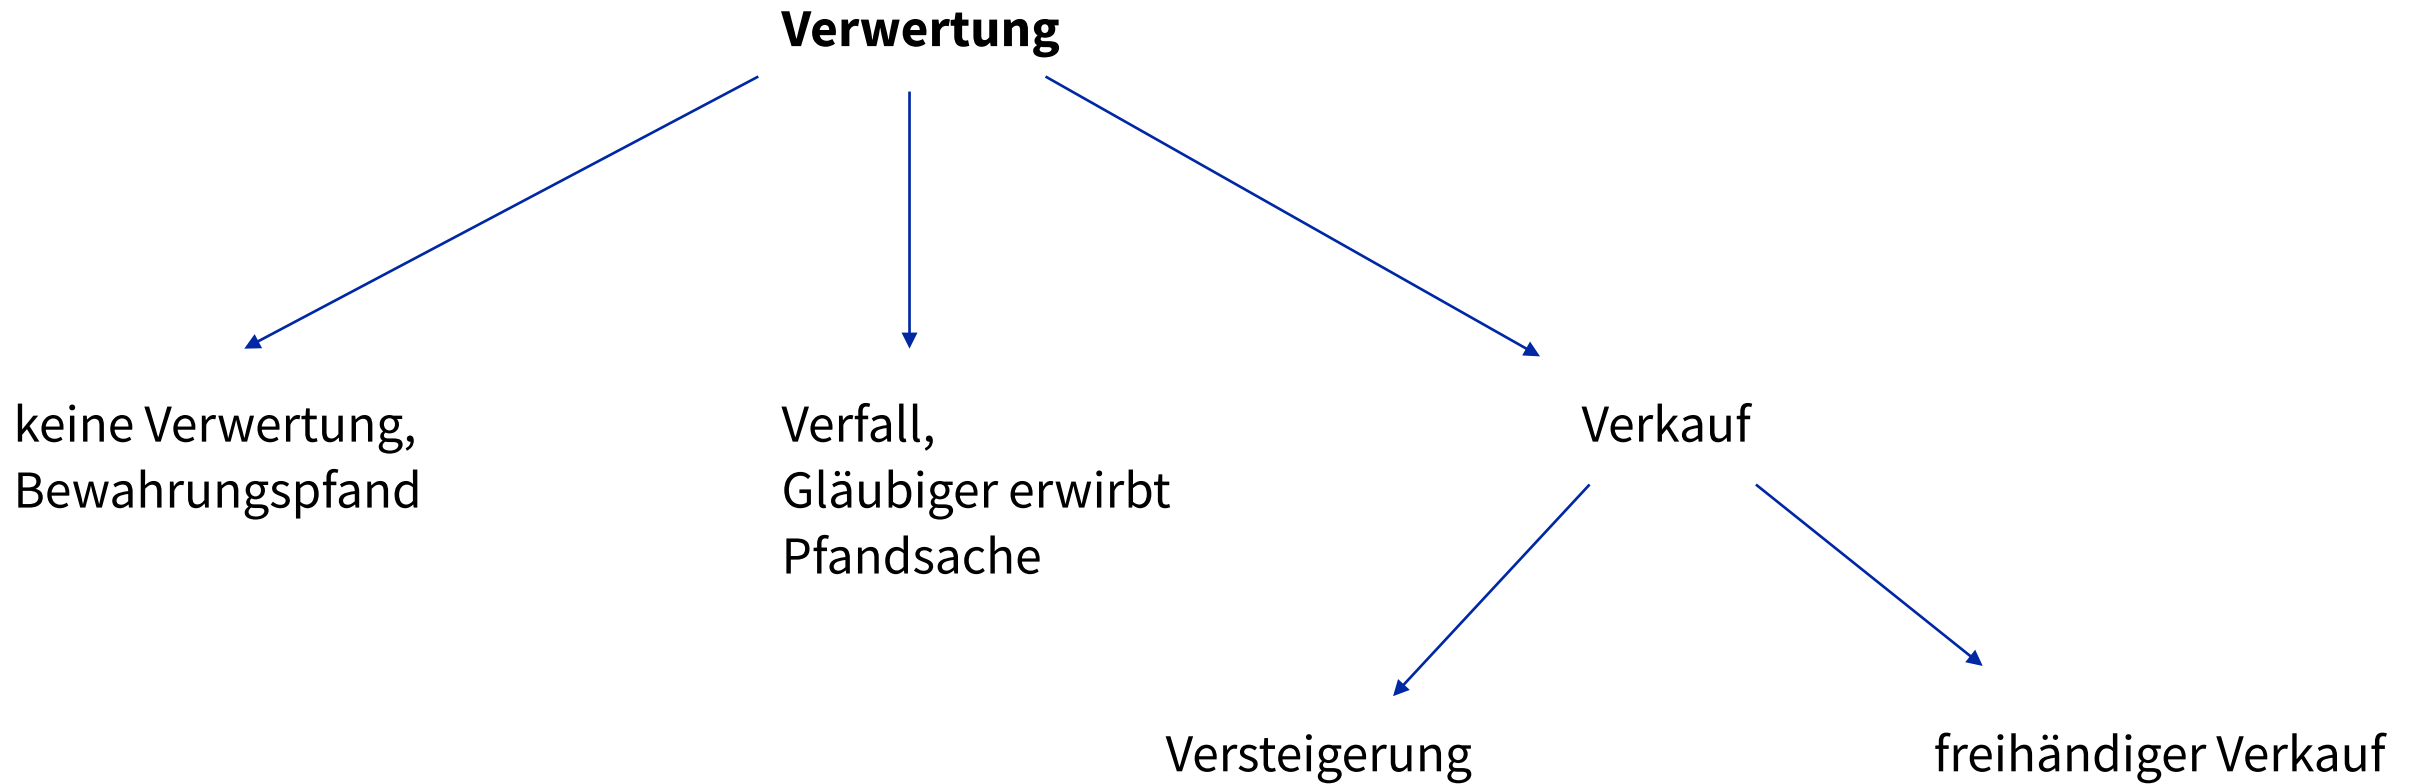 Verwertung
keine Verwertung,
Bewahrungspfand
Verfall,
Gläubiger erwirbt
Pfandsache
Verkauf
Versteigerung
freihändiger Verkauf